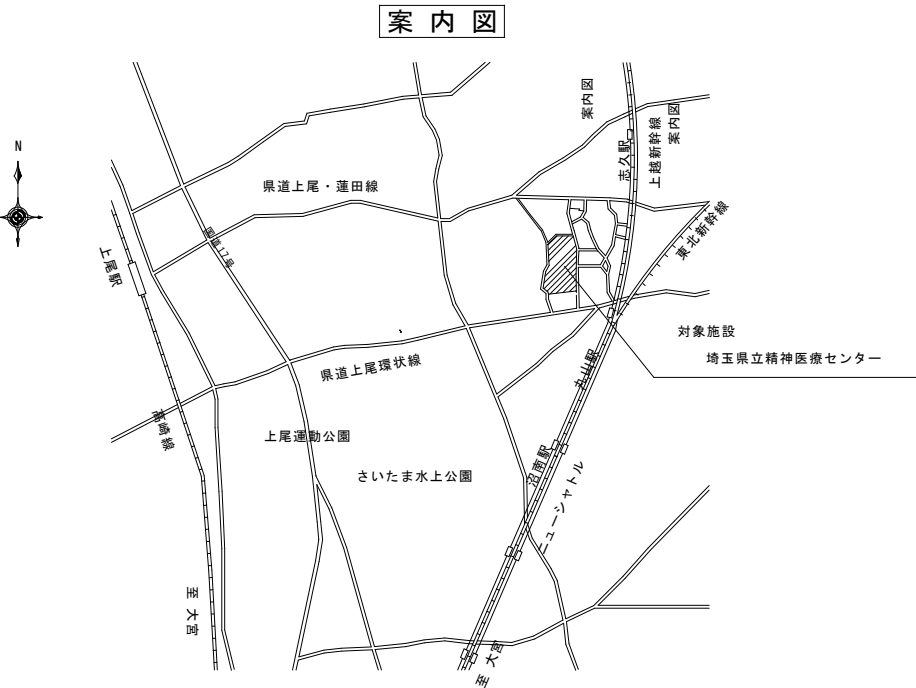 案内図
N
案内図
案内図
上越新幹線
志久駅
県道上尾・蓮田線
国道17号
東北新幹線
上尾駅
対象施設
埼玉県立精神医療センター
丸山駅
県道上尾環状線
高崎線
上尾運動公園
さいたま水上公園
沼南駅
ニューシャトル
至 大宮
至 大宮